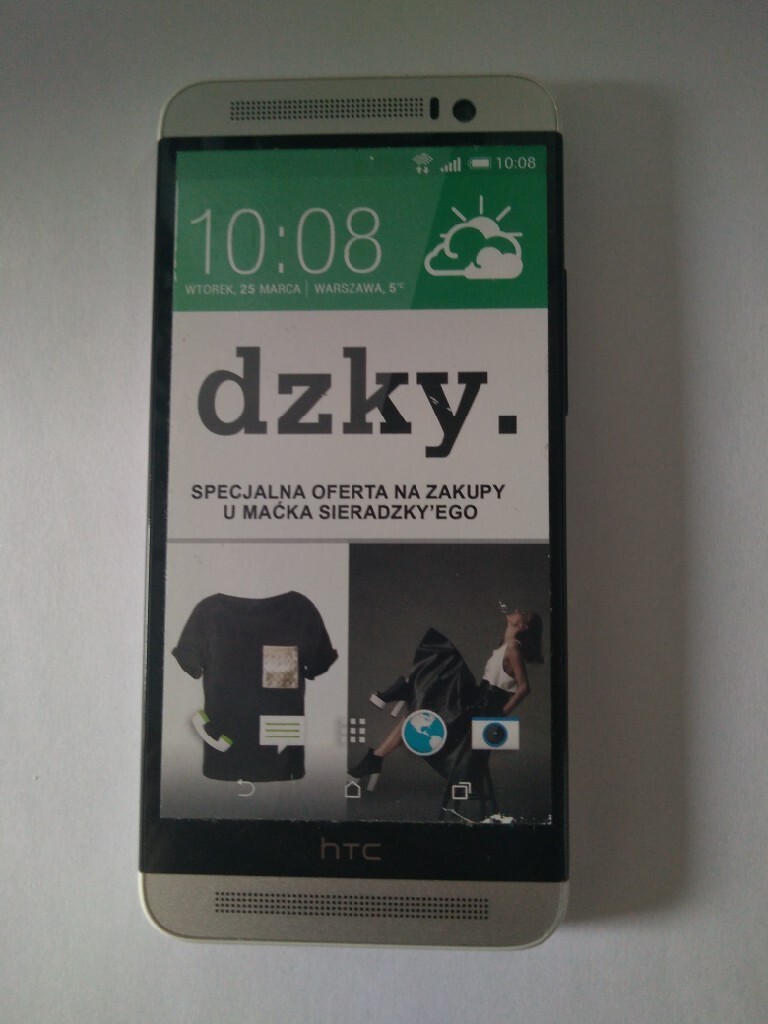 10:08
10:08
WTOREK, 25 MARCA | WARSZAWA, 5°C
dzky.
SPECJALNA OFERTA NA ZAKUPY
U MAĆKA SIERADZKY'EGO
hTC